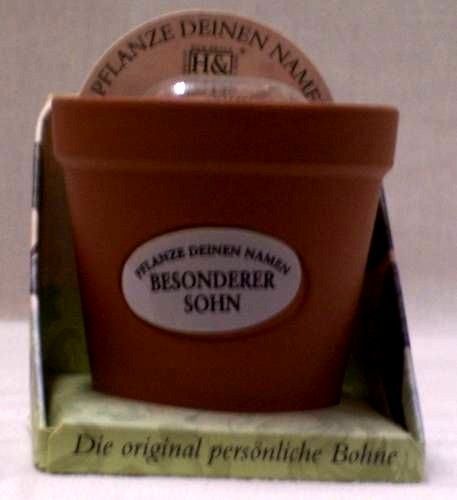 PFLANZE DEINEN NAMEN
H&
PFLANZE DEINEN NAMEN
BESONDERER
SOHN
Die original persönliche Bohne